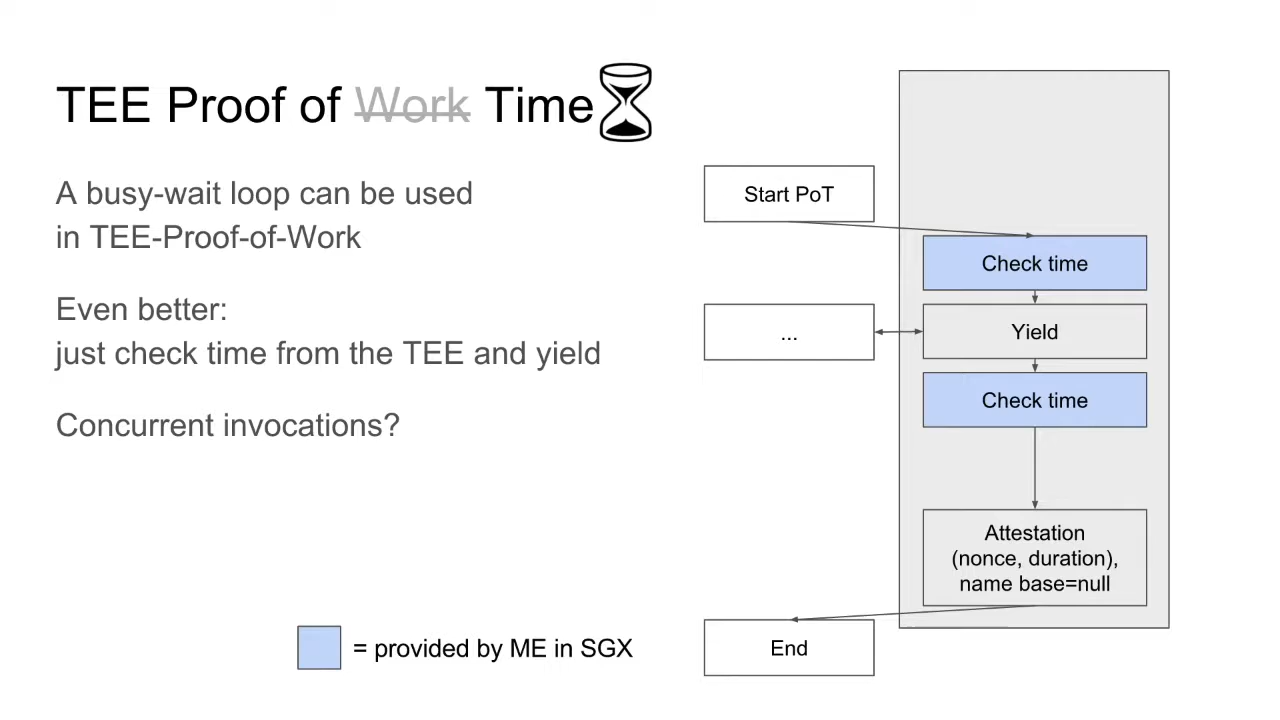 TEE Proof of Work Time
A busy-wait loop can be used
in TEE-Proof-of-Work
Even better:
just check time from the TEE and yield
Concurrent invocations?
= provided by ME in SGX
Start PoT
Check time
...
Yield
Check time
Attestation
(nonce, duration),
name base=null
End